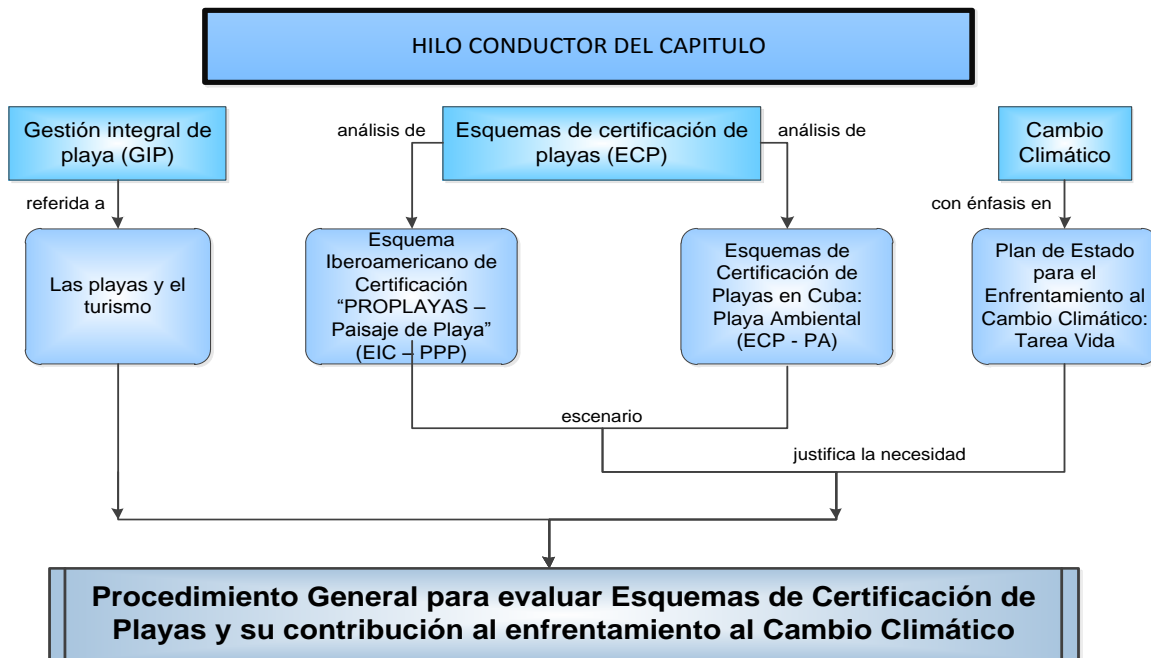 HILO CONDUCTOR DEL CAPITULO
Gestión integral de
playa (GIP)
análisis de
Esquemas de certificación de
playas (ECP)
análisis de
Cambio
Climático
referida a
con énfasis en
Las playas y el
turismo
Esquema
Iberoamericano de
Certificación
“PROPLAYAS –
Paisaje de Playa”
(EIC – PPP)
Esquemas de
Certificación de
Playas en Cuba:
Playa Ambiental
(ECP - PA)
Plan de Estado
para el
Enfrentamiento al
Cambio Climático:
Tarea Vida
escenario
justifica la necesidad
Procedimiento General para evaluar Esquemas de Certificación de
Playas y su contribución al enfrentamiento al Cambio Climático